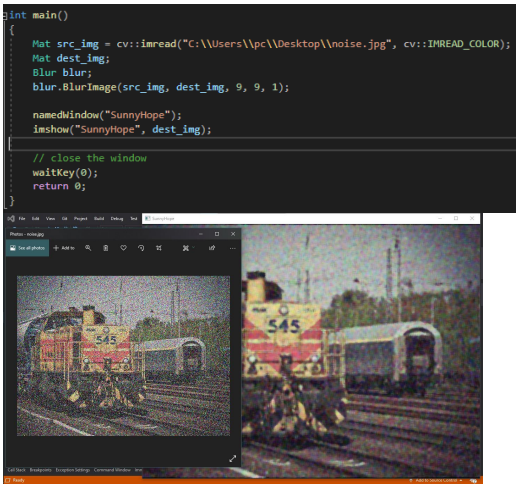 int main()
{
Mat src_img = cv::imread("C:\\Users\\pc\\Desktop\\noise.jpg", cv::IMREAD_COLOR);
Mat dest_img;
Blur blur;
blur.BlurImage(src_img, dest_img, 9, 9, 1);
namedWindow("SunnyHope");
imshow("SunnyHope", dest_img);
// close the window
waitKey(0);
return 0;
}
File Edit View Git Project Build Debug Test SunnyHope
Photos - noise.jpg
See all photos + Add to
545
545
Call Stack Breakpoints Exception Settings Command Window
Ready Add to Source Control